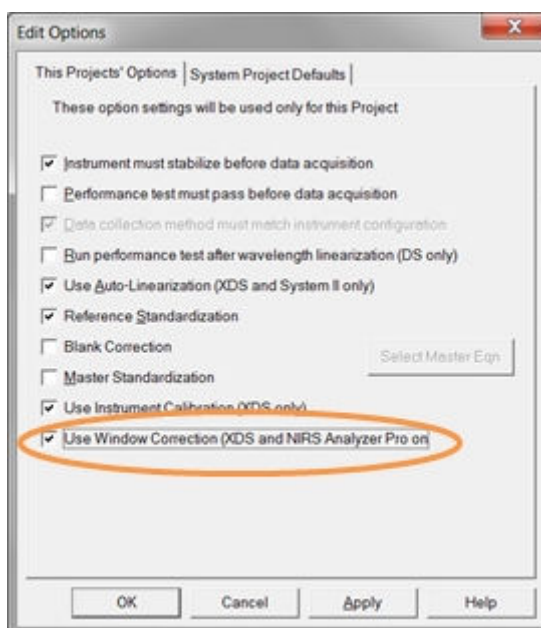 Edit Options
This Projects' Options
System Project Defaults
These option settings will be used only for this Project
Instrument must stabilize before data acquisition
Performance test must pass before data acquisition
Data collection method must match instrument configuration
Run performance test after wavelength linearization (DS only)
Use Auto-Linearization (XDS and System II only)
Reference Standardization
Blank Correction
Select Master Eqn
Master Standardization
Use Instrument Calibration (XDS only)
Use Window Correction (XDS and NIRS Analyzer Pro on
OK Cancel Apply Help